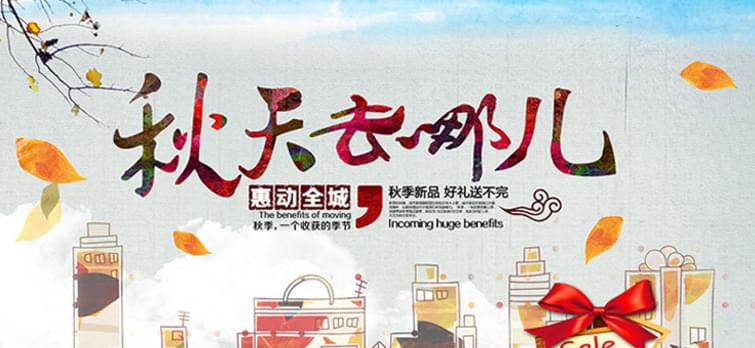 秋天去哪儿
惠动全城
The benefits of moving
秋季，一个收获的季节
秋季新品 好礼送不完
Incoming huge benefits
Sale